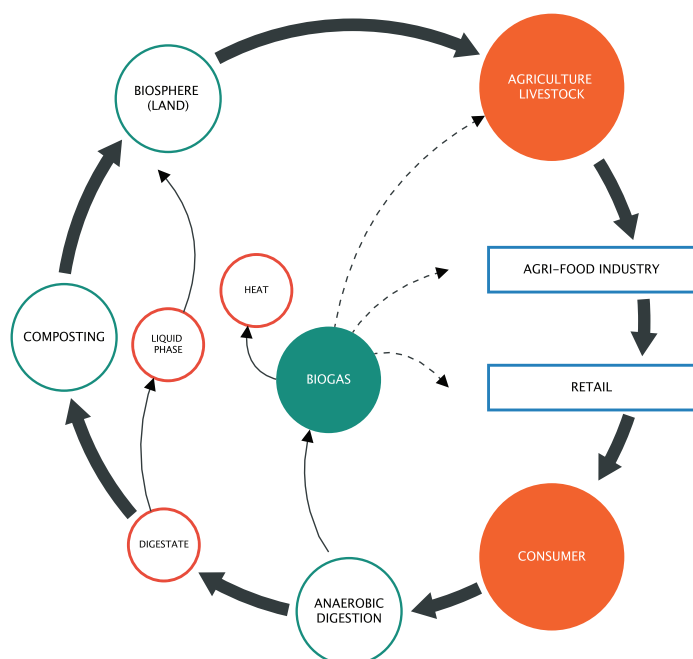 AGRICULTURE
LIVESTOCK
BIOSPHERE
(LAND)
AGRI-FOOD INDUSTRY
HEAT
COMPOSTING
LIQUID
PHASE
BIOGAS
RETAIL
DIGESTATE
CONSUMER
ANAEROBIC
DIGESTION